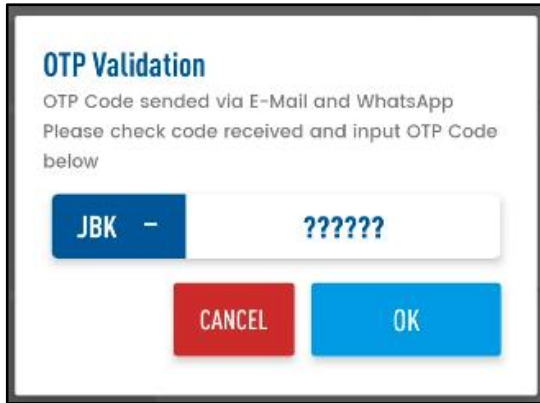 OTP Validation
OTP Code sended via E-Mail and WhatsApp
Please check code received and input OTP Code
below
JBK – ??????
CANCEL OK